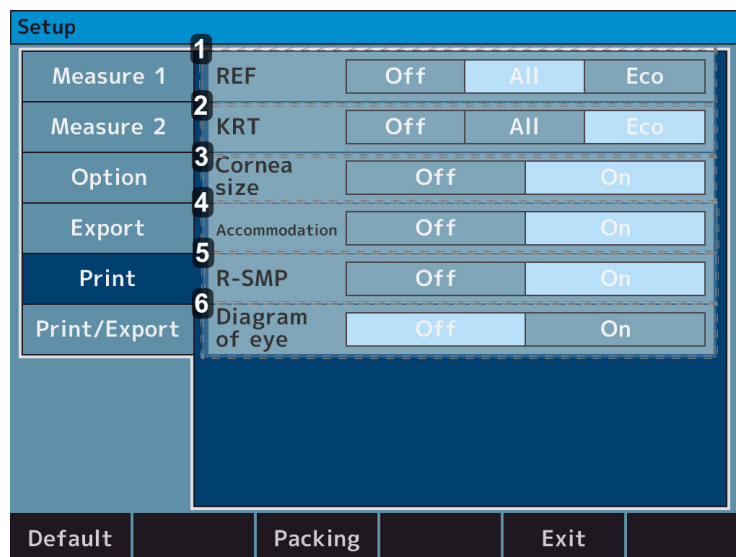 Setup
Measure 1
1
REF Off All Eco
Measure 2
2
KRT Off All Eco
Option
3
Cornea
size Off On
Export
4
Accommodation Off On
Print
5
R-SMP Off On
Print/Export
6
Diagram
of eye Off On
Default Packing Exit